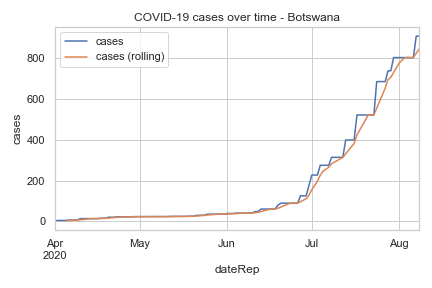 COVID-19 cases over time - Botswana
cases
cases (rolling)
800
600
400
200
0
cases
Apr
2020
May
Jun
Jul
Aug
dateRep